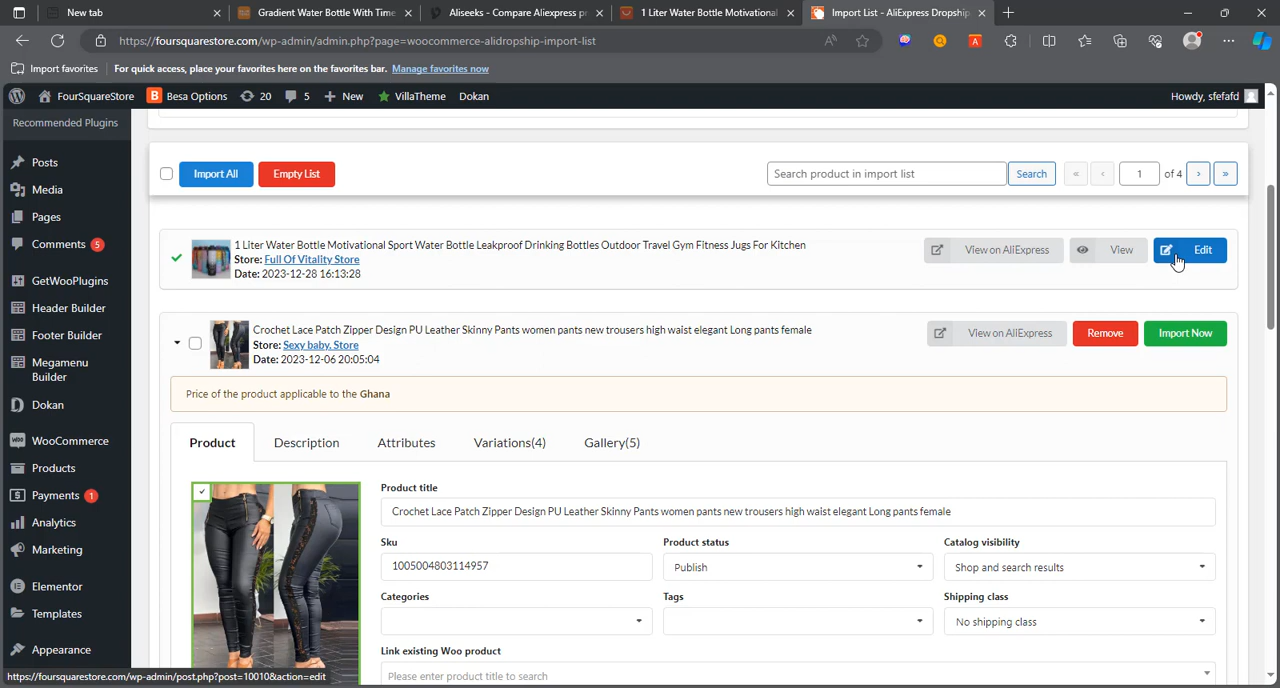 New tab
Gradient Water Bottle With Time
Aliseeks - Compare Aliexpress pr
1 Liter Water Bottle Motivational
Import List - AliExpress Dropship
https://foursquarestore.com/wp-admin/admin.php?page=woocommerce-alidropship-import-list
Import favorites
For quick access, place your favorites here on the favorites bar. Manage favorites now
FourSquareStore
B Besa Options
20
5
New
VillaTheme
Dokan
Howdy, sfefafd
Recommended Plugins
Posts
Media
Pages
Comments 5
GetWooPlugins
Header Builder
Footer Builder
Megamenu
Builder
Dokan
WooCommerce
Products
Payments 1
Analytics
Marketing
Elementor
Templates
Appearance
Import All
Empty List
Search product in import list
Search
« ‹ 1 of 4 › »
1 Liter Water Bottle Motivational Sport Water Bottle Leakproof Drinking Bottles Outdoor Travel Gym Fitness Jugs For Kitchen
Store: Full Of Vitality Store
Date: 2023-12-28 16:13:28
View on AliExpress
View
Edit
Crochet Lace Patch Zipper Design PU Leather Skinny Pants women pants new trousers high waist elegant Long pants female
Store: Sexy baby. Store
Date: 2023-12-06 20:05:04
View on AliExpress
Remove
Import Now
Price of the product applicable to the Ghana
Product
Description
Attributes
Variations(4)
Gallery(5)
Product title
Crochet Lace Patch Zipper Design PU Leather Skinny Pants women pants new trousers high waist elegant Long pants female
Sku
Product status
Catalog visibility
1005004803114957
Publish
Shop and search results
Categories
Tags
Shipping class
No shipping class
Link existing Woo product
Please enter product title to search
https://foursquarestore.com/wp-admin/post.php?post=10010&action=edit